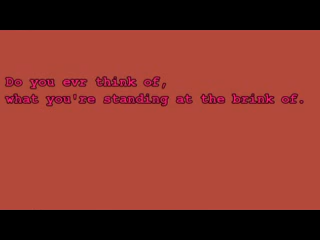 Do you evr think of,
what you're standing at the brink of.